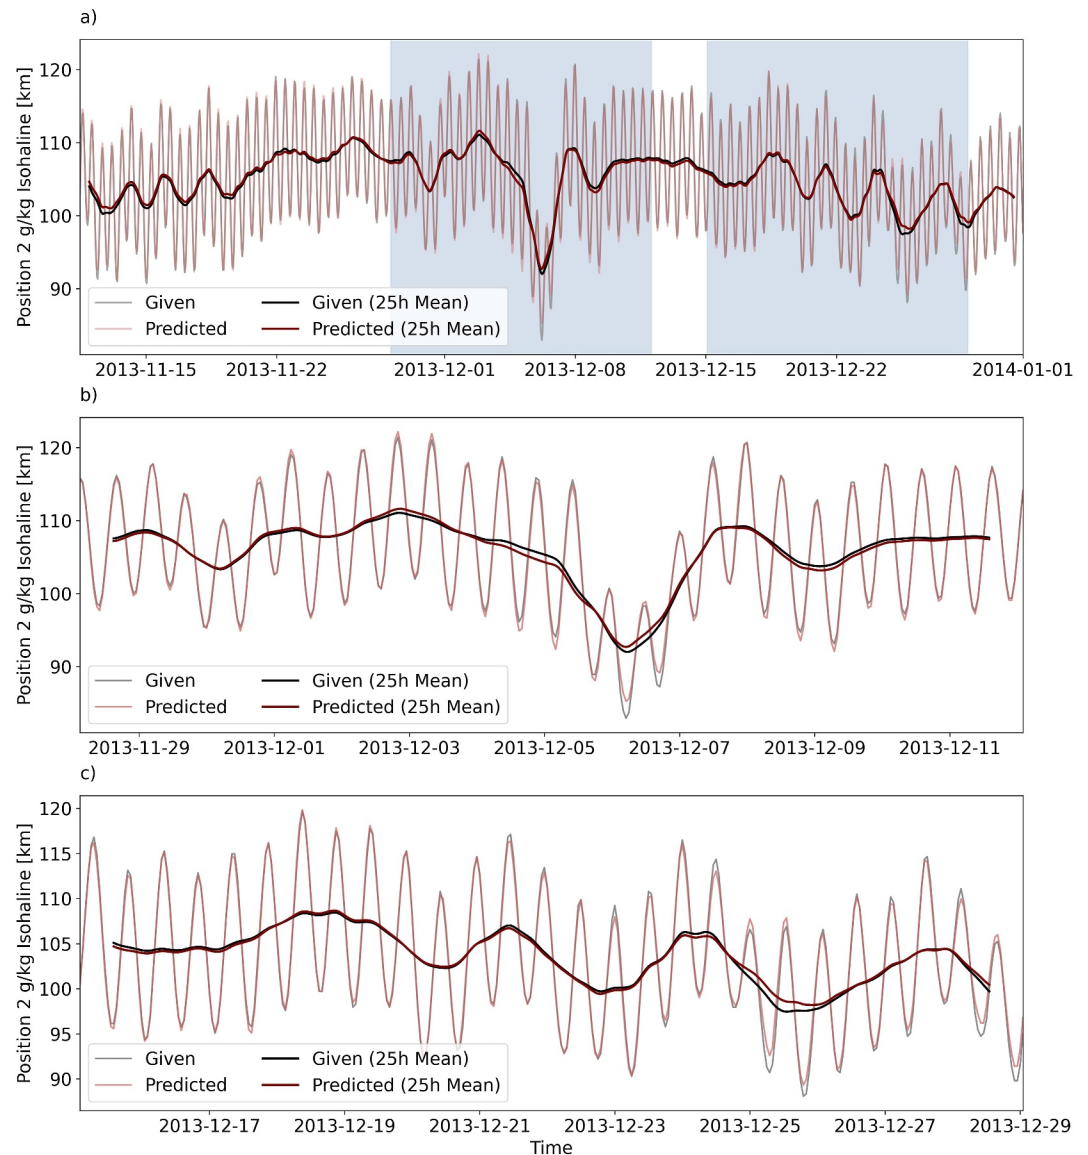 a)
Position 2 g/kg Isohaline [km]
120
110
100
90
Given
Given (25h Mean)
Predicted
Predicted (25h Mean)
2013-11-15
2013-11-22
2013-12-01
2013-12-08
2013-12-15
2013-12-22
2014-01-01
b)
Position 2 g/kg Isohaline [km]
120
110
100
90
Given
Given (25h Mean)
Predicted
Predicted (25h Mean)
2013-11-29
2013-12-01
2013-12-03
2013-12-05
2013-12-07
2013-12-09
2013-12-11
c)
Position 2 g/kg Isohaline [km]
120
115
110
105
100
95
90
Given
Given (25h Mean)
Predicted
Predicted (25h Mean)
2013-12-17
2013-12-19
2013-12-21
2013-12-23
2013-12-25
2013-12-27
2013-12-29
Time